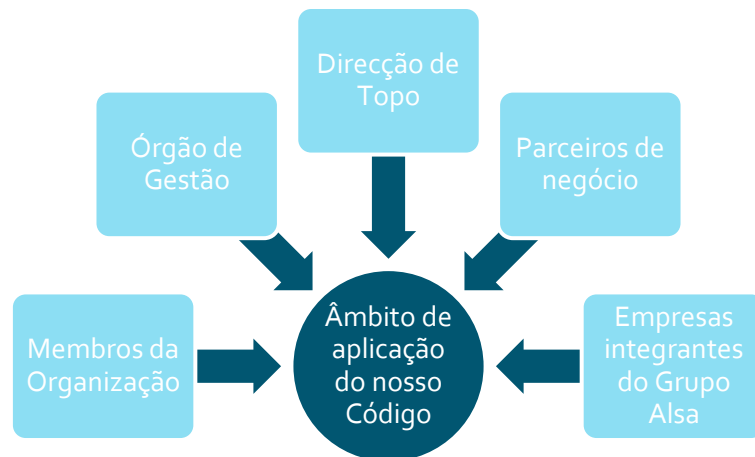 Direcção de
Topo
Órgão de
Gestão
Parceiros de
negócio
Membros da
Organização
Âmbito de
aplicação
do nosso
Código
Empresas
integrantes
do Grupo
Alsa